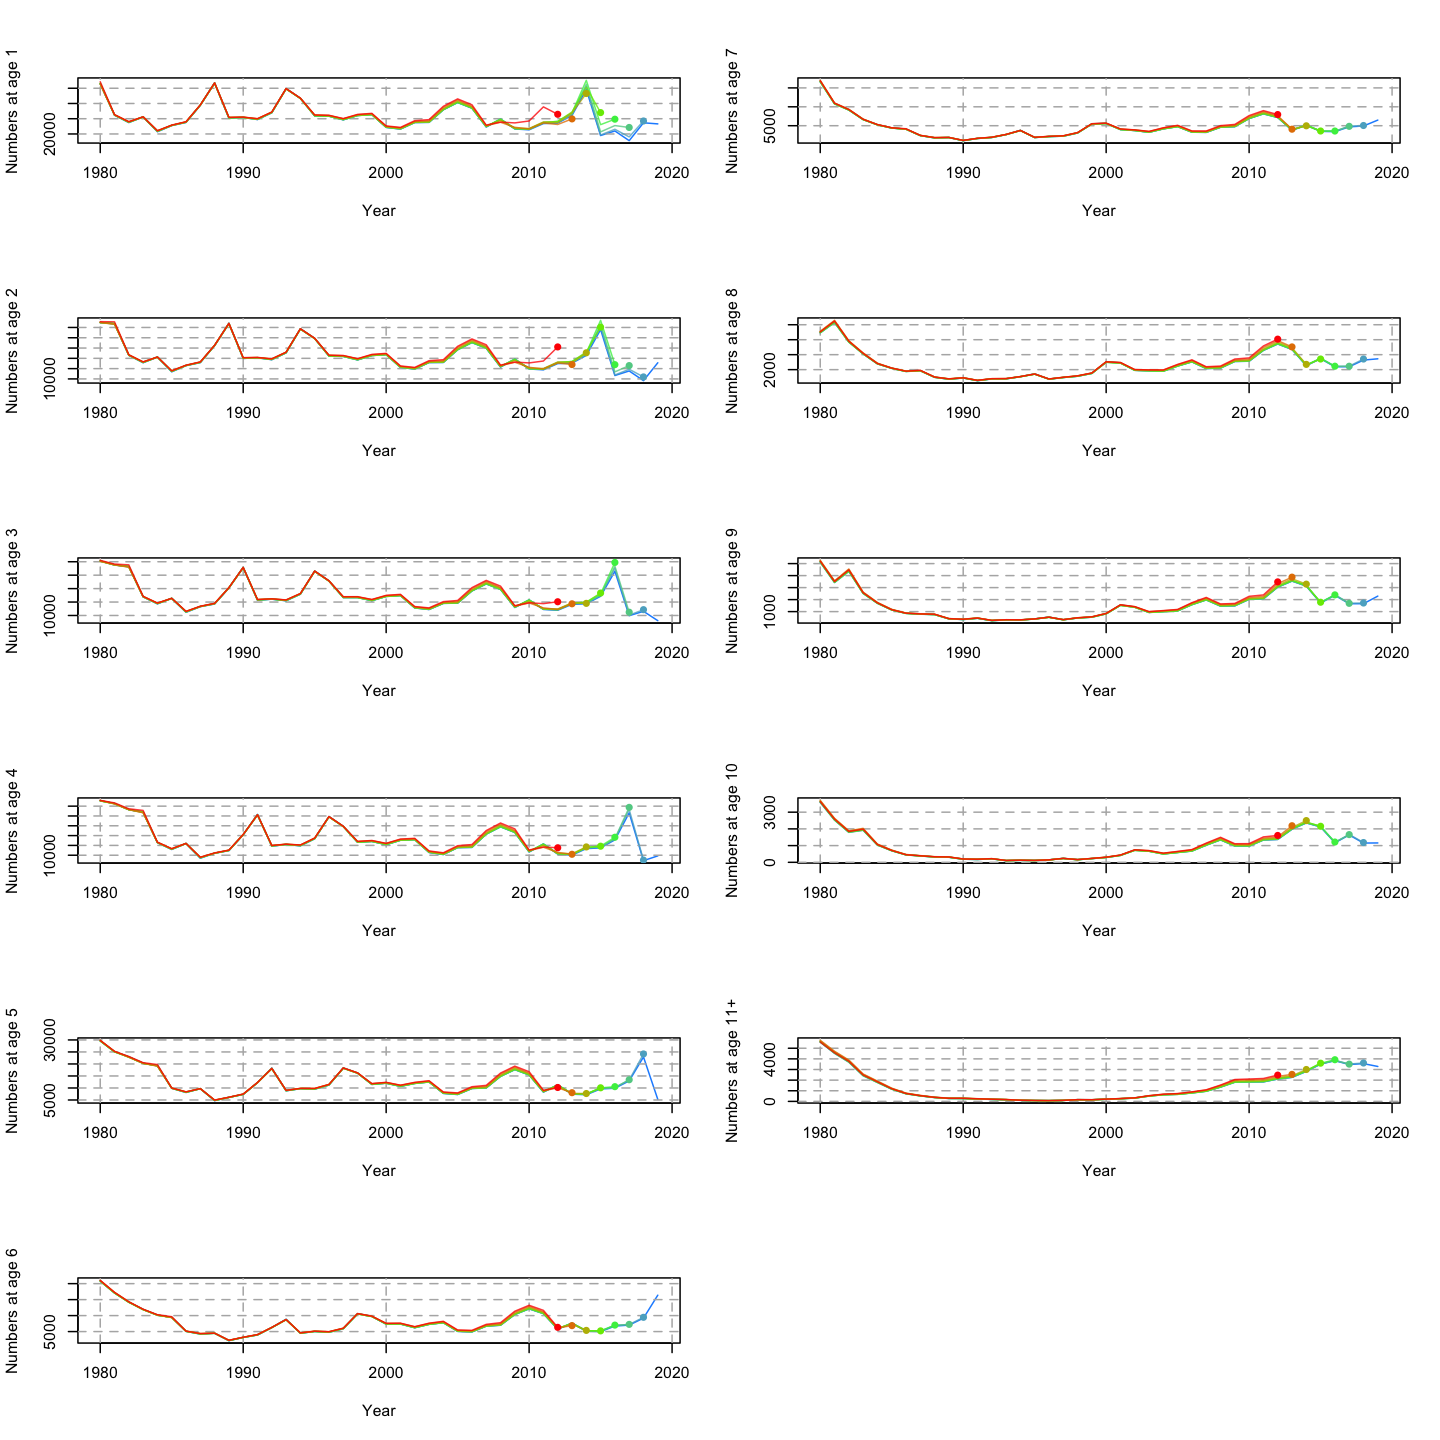 Numbers at age 1
20000
1980 1990 2000 2010 2020
Year
Numbers at age 7
5000
1980 1990 2000 2010 2020
Year
Numbers at age 2
10000
1980 1990 2000 2010 2020
Year
Numbers at age 8
2000
1980 1990 2000 2010 2020
Year
Numbers at age 3
10000
1980 1990 2000 2010 2020
Year
Numbers at age 9
1000
1980 1990 2000 2010 2020
Year
Numbers at age 4
10000
1980 1990 2000 2010 2020
Year
Numbers at age 10
0 3000
1980 1990 2000 2010 2020
Year
Numbers at age 5
5000 30000
1980 1990 2000 2010 2020
Year
Numbers at age 11+
0 4000
1980 1990 2000 2010 2020
Year
Numbers at age 6
5000
1980 1990 2000 2010 2020
Year